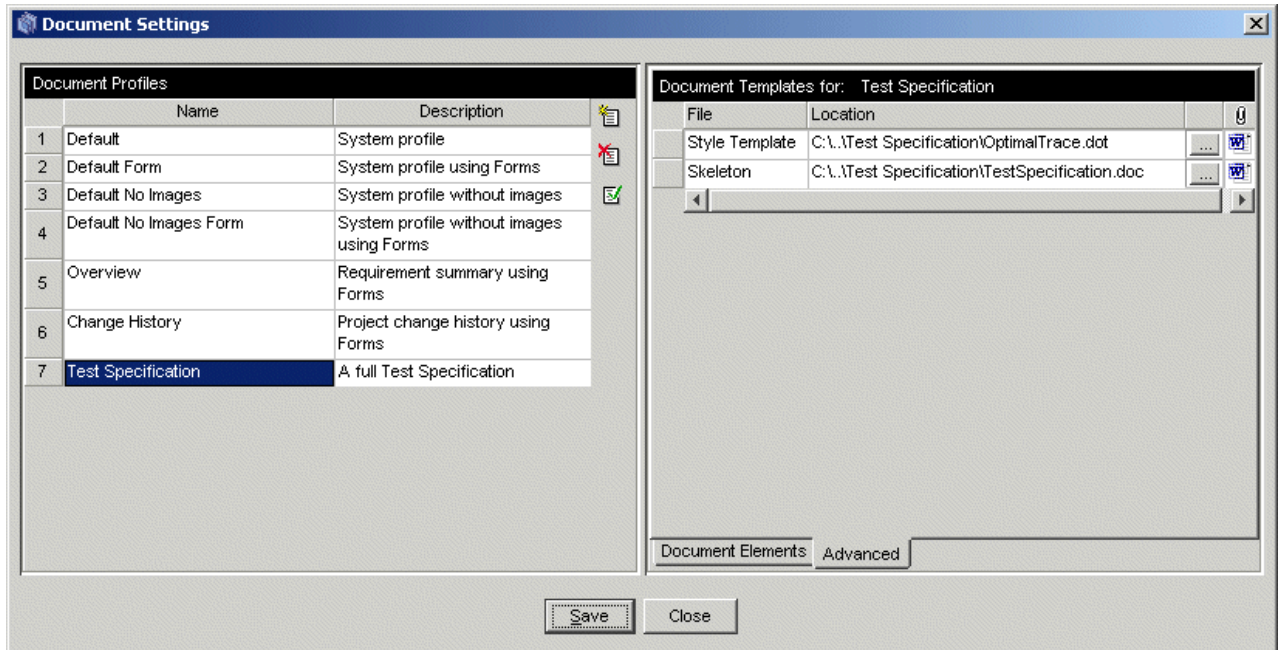 Document Settings
Document Profiles
Name Description
1 Default System profile
2 Default Form System profile using Forms
3 Default No Images System profile without images
4 Default No Images Form System profile without images
using Forms
5 Overview Requirement summary using
Forms
6 Change History Project change history using
Forms
7 Test Specification A full Test Specification
Document Templates for: Test Specification
File Location
Style Template C:\..\Test Specification\OptimalTrace.dot ...
Skeleton C:\..\Test Specification\TestSpecification.doc ...
Document Elements Advanced
Save Close